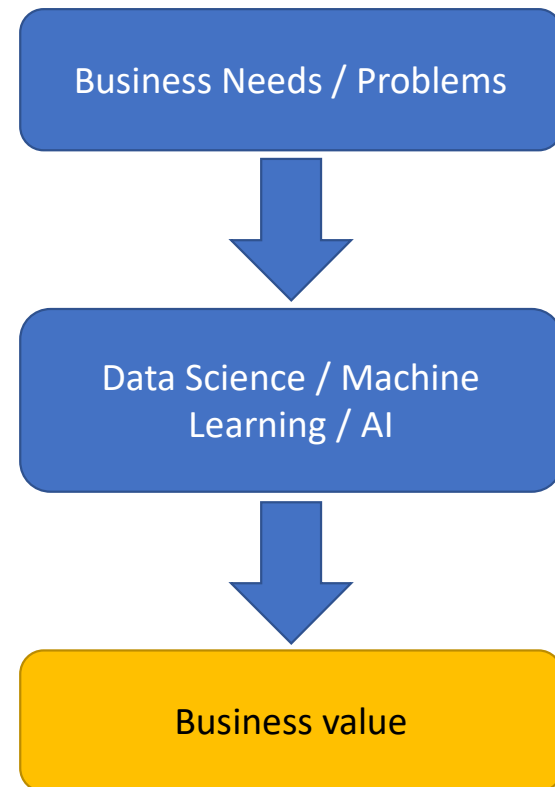 Business Needs / Problems
Data Science / Machine
Learning / AI
Business value